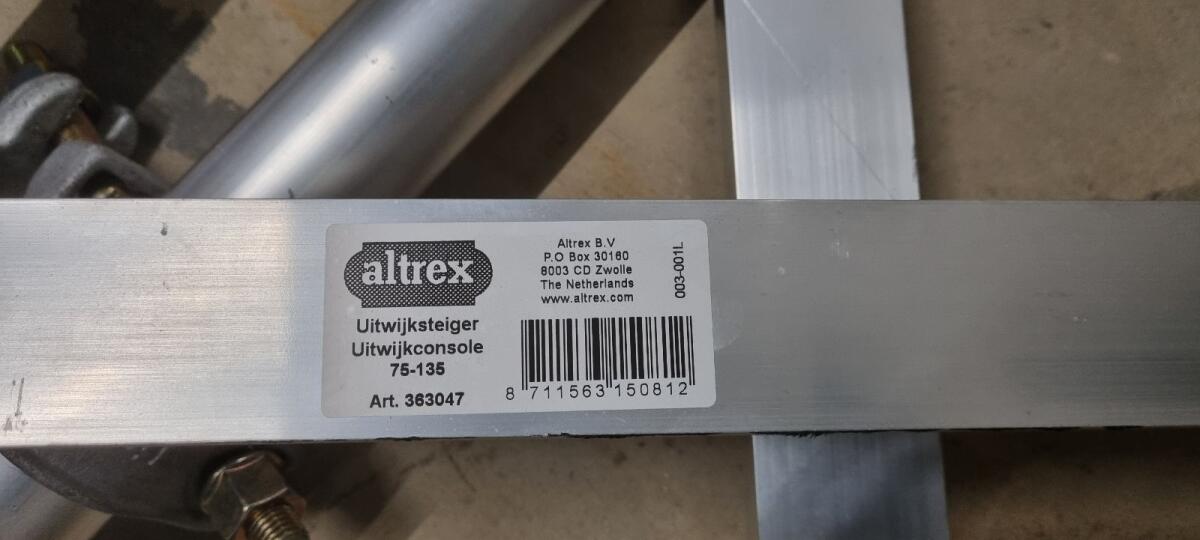 altrex
Uitwijksteiger
Uitwijkconsole
75-135
Art. 363047
Altrex B.V
P.O Box 30160
8003 CD Zwolle
The Netherlands
www.altrex.com
003-001L
8 711563 150812